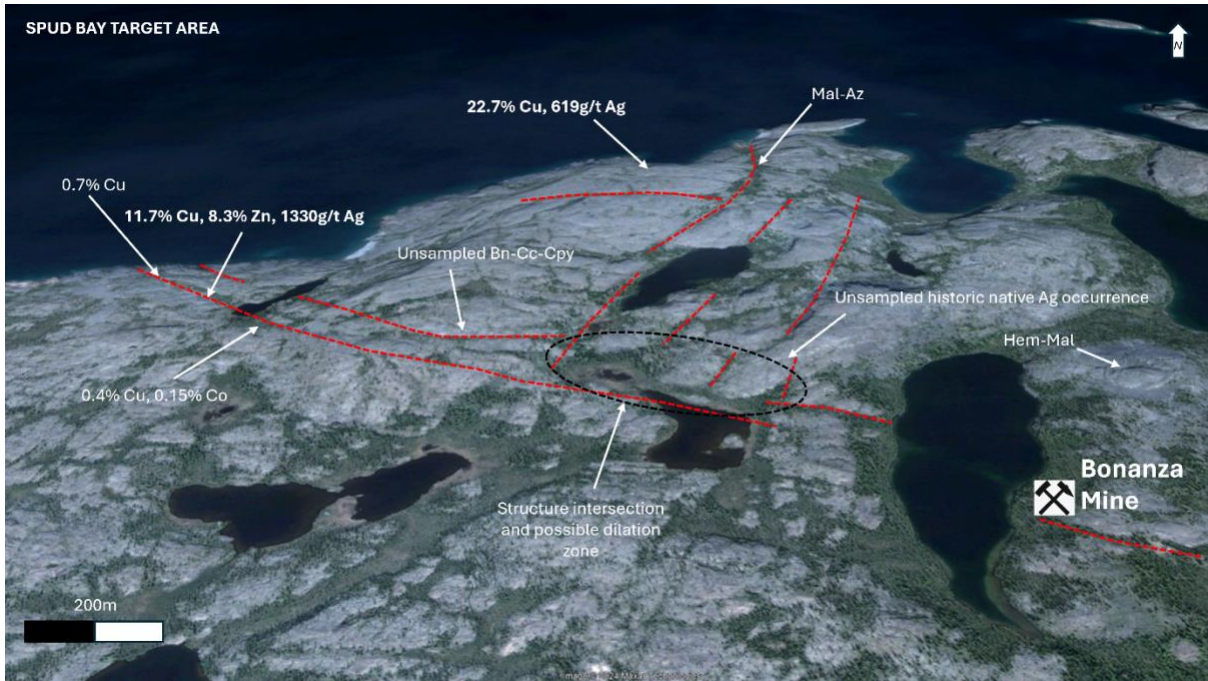 SPUD BAY TARGET AREA
N
22.7% Cu, 619g/t Ag
Mal-Az
0.7% Cu
11.7% Cu, 8.3% Zn, 1330g/t Ag
Unsampled Bn-Cc-Cpy
Unsampled historic native Ag occurrence
Hem-Mal
0.4% Cu, 0.15% Co
Bonanza
Mine
Structure intersection
and possible dilation
zone
200m